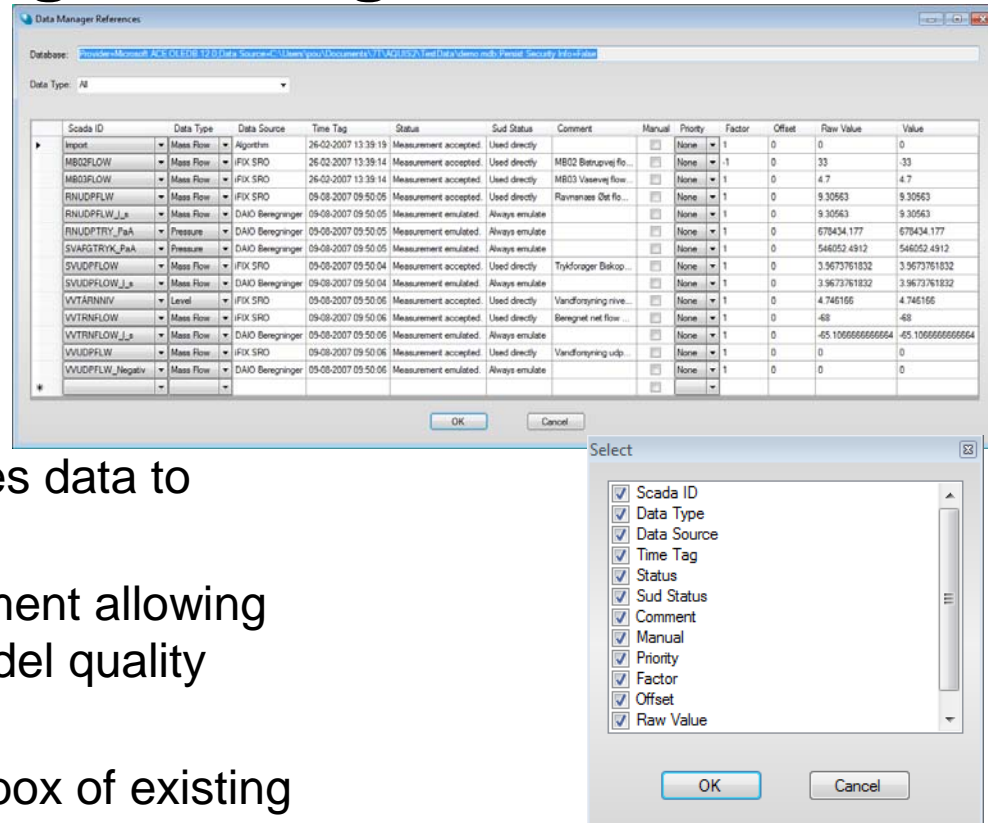 Data Manager References
Database: Provider=Microsoft ACE OLEDB 12.0;Data Source=C:\Users\pou\Documents\7T\AQUIS2\TestData\demo.mdb;Persist Security Info=False
Data Type: All
Scada ID Data Type Data Source Time Tag Status Sud Status Comment Manual Priority Factor Offset Raw Value Value
Import Mass Flow Algorithm 26-02-2007 13:39:19 Measurement accepted. Used directly None 1 0 0 0
MB02FLOW Mass Flow iFIX SRO 26-02-2007 13:39:14 Measurement accepted. Used directly MB02 Bistrupvej flo... None -1 0 33 -33
MB03FLOW Mass Flow iFIX SRO 26-02-2007 13:39:14 Measurement accepted. Used directly MB03 Vasevej flow... None 1 0 4.7 4.7
RNUDPFLW Mass Flow iFIX SRO 09-08-2007 09:50:05 Measurement accepted. Used directly Ravnsnæs Øst flo... None 1 0 9.30563 9.30563
RNUDPFLW_l_s Mass Flow DAIO Beregninger 09-08-2007 09:50:05 Measurement emulated. Always emulate None 1 0 9.30563 9.30563
RNUDPTRY_PaA Pressure DAIO Beregninger 09-08-2007 09:50:05 Measurement emulated. Always emulate None 1 0 678434.177 678434.177
SVAFGTRYK_PaA Pressure DAIO Beregninger 09-08-2007 09:50:05 Measurement emulated. Always emulate None 1 0 546052.4912 546052.4912
SVUDPFLOW Mass Flow iFIX SRO 09-08-2007 09:50:04 Measurement accepted. Used directly Trykforøger Biskop... None 1 0 3.9673761832 3.9673761832
SVUDPFLOW_l_s Mass Flow DAIO Beregninger 09-08-2007 09:50:04 Measurement emulated. Always emulate None 1 0 3.9673761832 3.9673761832
VVTÅRNNIV Level iFIX SRO 09-08-2007 09:50:06 Measurement accepted. Used directly Vandforsyning nive... None 1 0 4.746166 4.746166
VVTRNFLOW Mass Flow iFIX SRO 09-08-2007 09:50:06 Measurement accepted. Used directly Beregnet net flow ... None 1 0 -68 -68
VVTRNFLOW_l_s Mass Flow DAIO Beregninger 09-08-2007 09:50:06 Measurement emulated. Always emulate None 1 0 -65.1066666666664 -65.1066666666664
VVUDPFLW Mass Flow iFIX SRO 09-08-2007 09:50:06 Measurement accepted. Used directly Vandforsyning udp... None 1 0 0 0
VVUDPFLW_Negativ Mass Flow DAIO Beregninger 09-08-2007 09:50:06 Measurement emulated. Always emulate None 1 0 0 0
OK Cancel
es data to
ment allowing
del quality
box of existing
Select
Scada ID
Data Type
Data Source
Time Tag
Status
Sud Status
Comment
Manual
Priority
Factor
Offset
Raw Value
OK Cancel